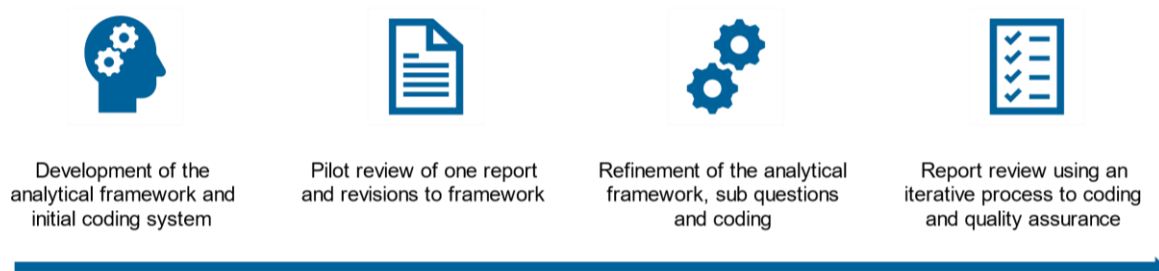 Development of the
analytical framework and
initial coding system
Pilot review of one report
and revisions to framework
Refinement of the analytical
framework, sub questions
and coding
Report review using an
iterative process to coding
and quality assurance